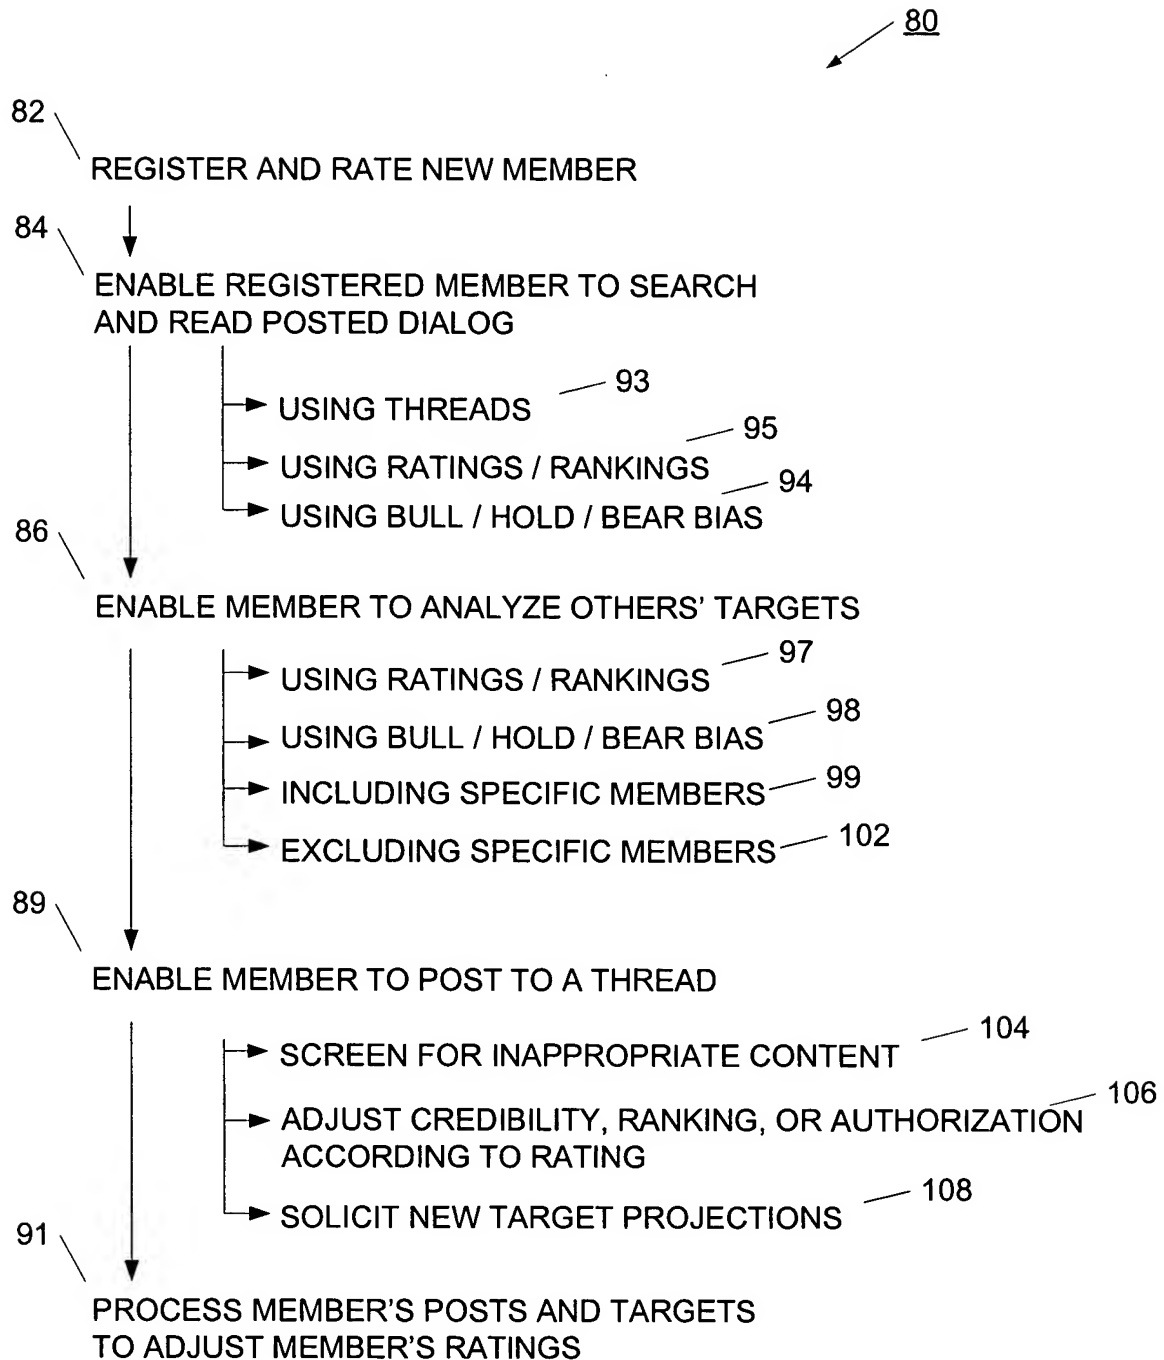 80
82
REGISTER AND RATE NEW MEMBER
84
ENABLE REGISTERED MEMBER TO SEARCH
AND READ POSTED DIALOG
93
USING THREADS
95
USING RATINGS / RANKINGS
94
USING BULL / HOLD / BEAR BIAS
86
ENABLE MEMBER TO ANALYZE OTHERS’ TARGETS
97
USING RATINGS / RANKINGS
98
USING BULL / HOLD / BEAR BIAS
99
INCLUDING SPECIFIC MEMBERS
102
EXCLUDING SPECIFIC MEMBERS
89
ENABLE MEMBER TO POST TO A THREAD
104
SCREEN FOR INAPPROPRIATE CONTENT
106
ADJUST CREDIBILITY, RANKING, OR AUTHORIZATION
ACCORDING TO RATING
108
SOLICIT NEW TARGET PROJECTIONS
91
PROCESS MEMBER’S POSTS AND TARGETS
TO ADJUST MEMBER’S RATINGS